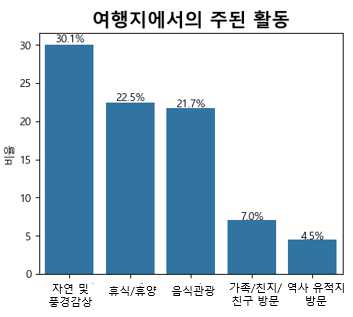 여행지에서의 주된 활동
비율
30
25
20
15
10
5
0
30.1%
22.5%
21.7%
7.0%
4.5%
자연 및
풍경감상
휴식/휴양
음식관광
가족/친지/
친구 방문
역사 유적지
방문